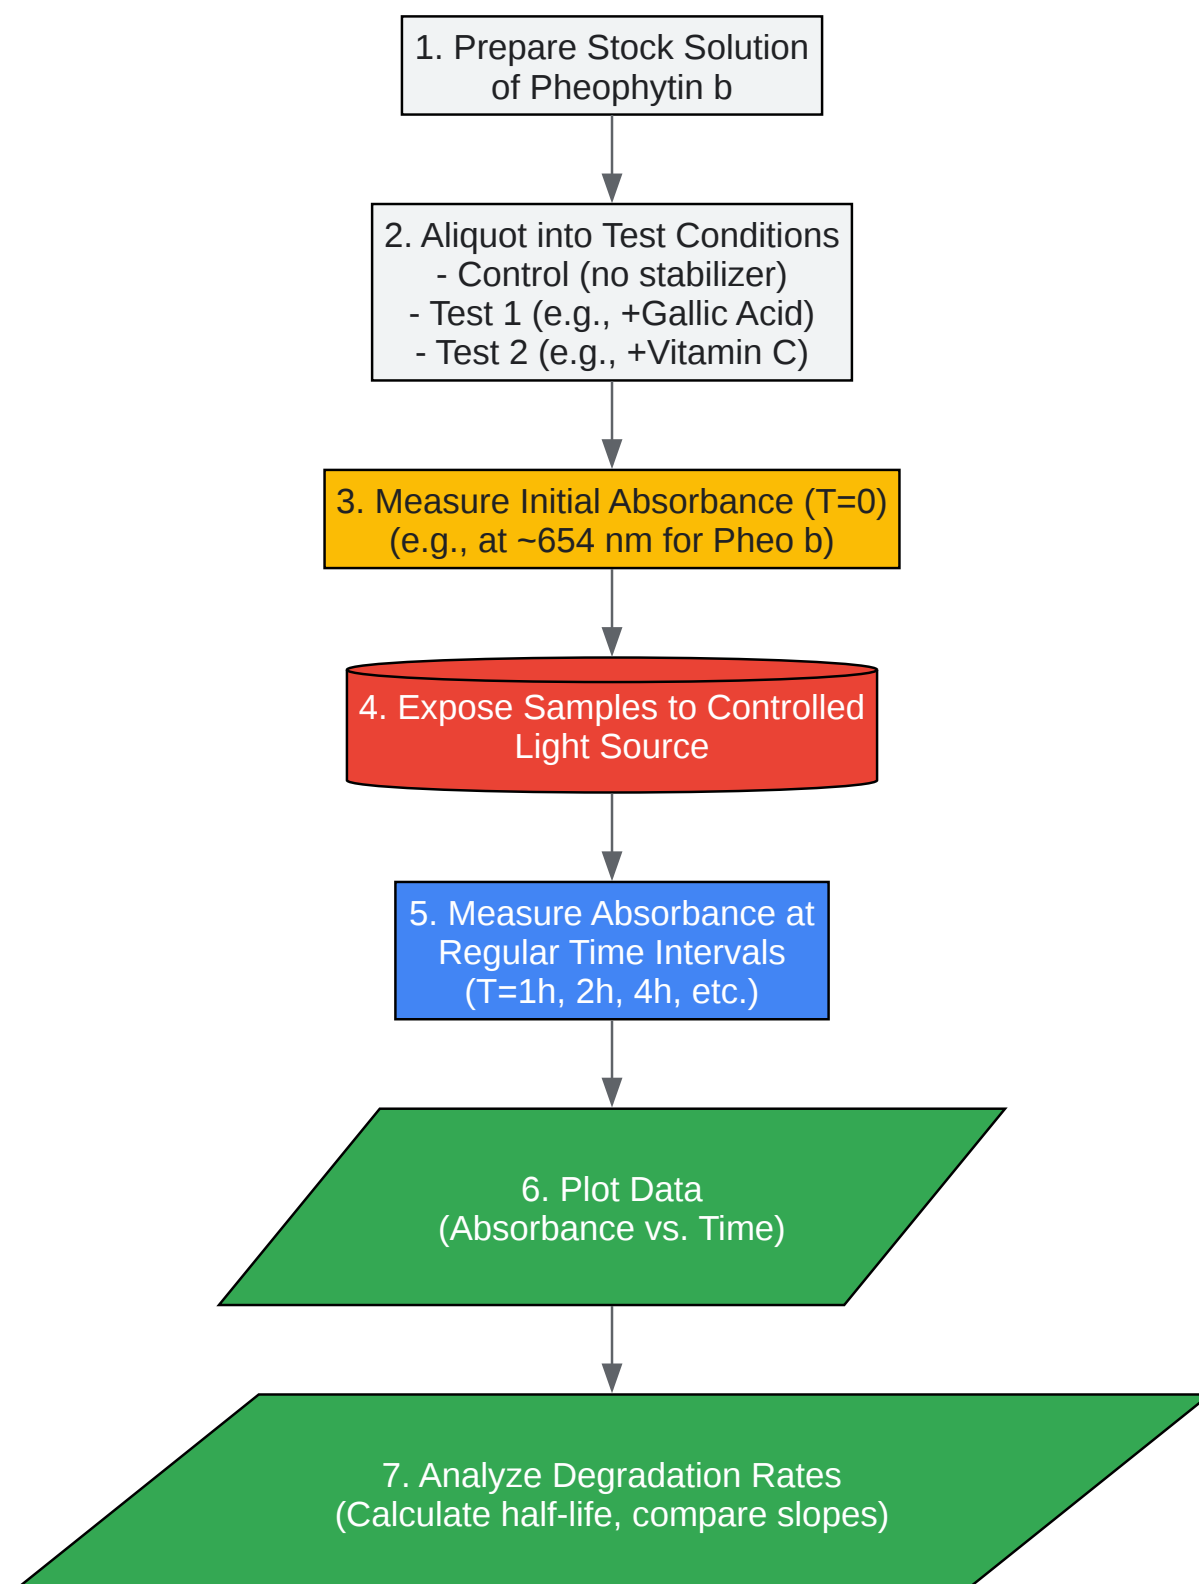 1. Prepare Stock Solution
of Pheophytin b
2. Aliquot into Test Conditions
- Control (no stabilizer)
- Test 1 (e.g., +Gallic Acid)
- Test 2 (e.g., +Vitamin C)
3. Measure Initial Absorbance (T=0)
(e.g., at ~654 nm for Pheo b)
4. Expose Samples to Controlled
Light Source
5. Measure Absorbance at
Regular Time Intervals
(T=1h, 2h, 4h, etc.)
6. Plot Data
(Absorbance vs. Time)
7. Analyze Degradation Rates
(Calculate half-life, compare slopes)